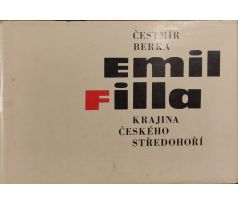 ČESTMÍR
BERKA
Emil
Filla
KRAJINA
ČESKÉHO
STŘEDOHOŘÍ